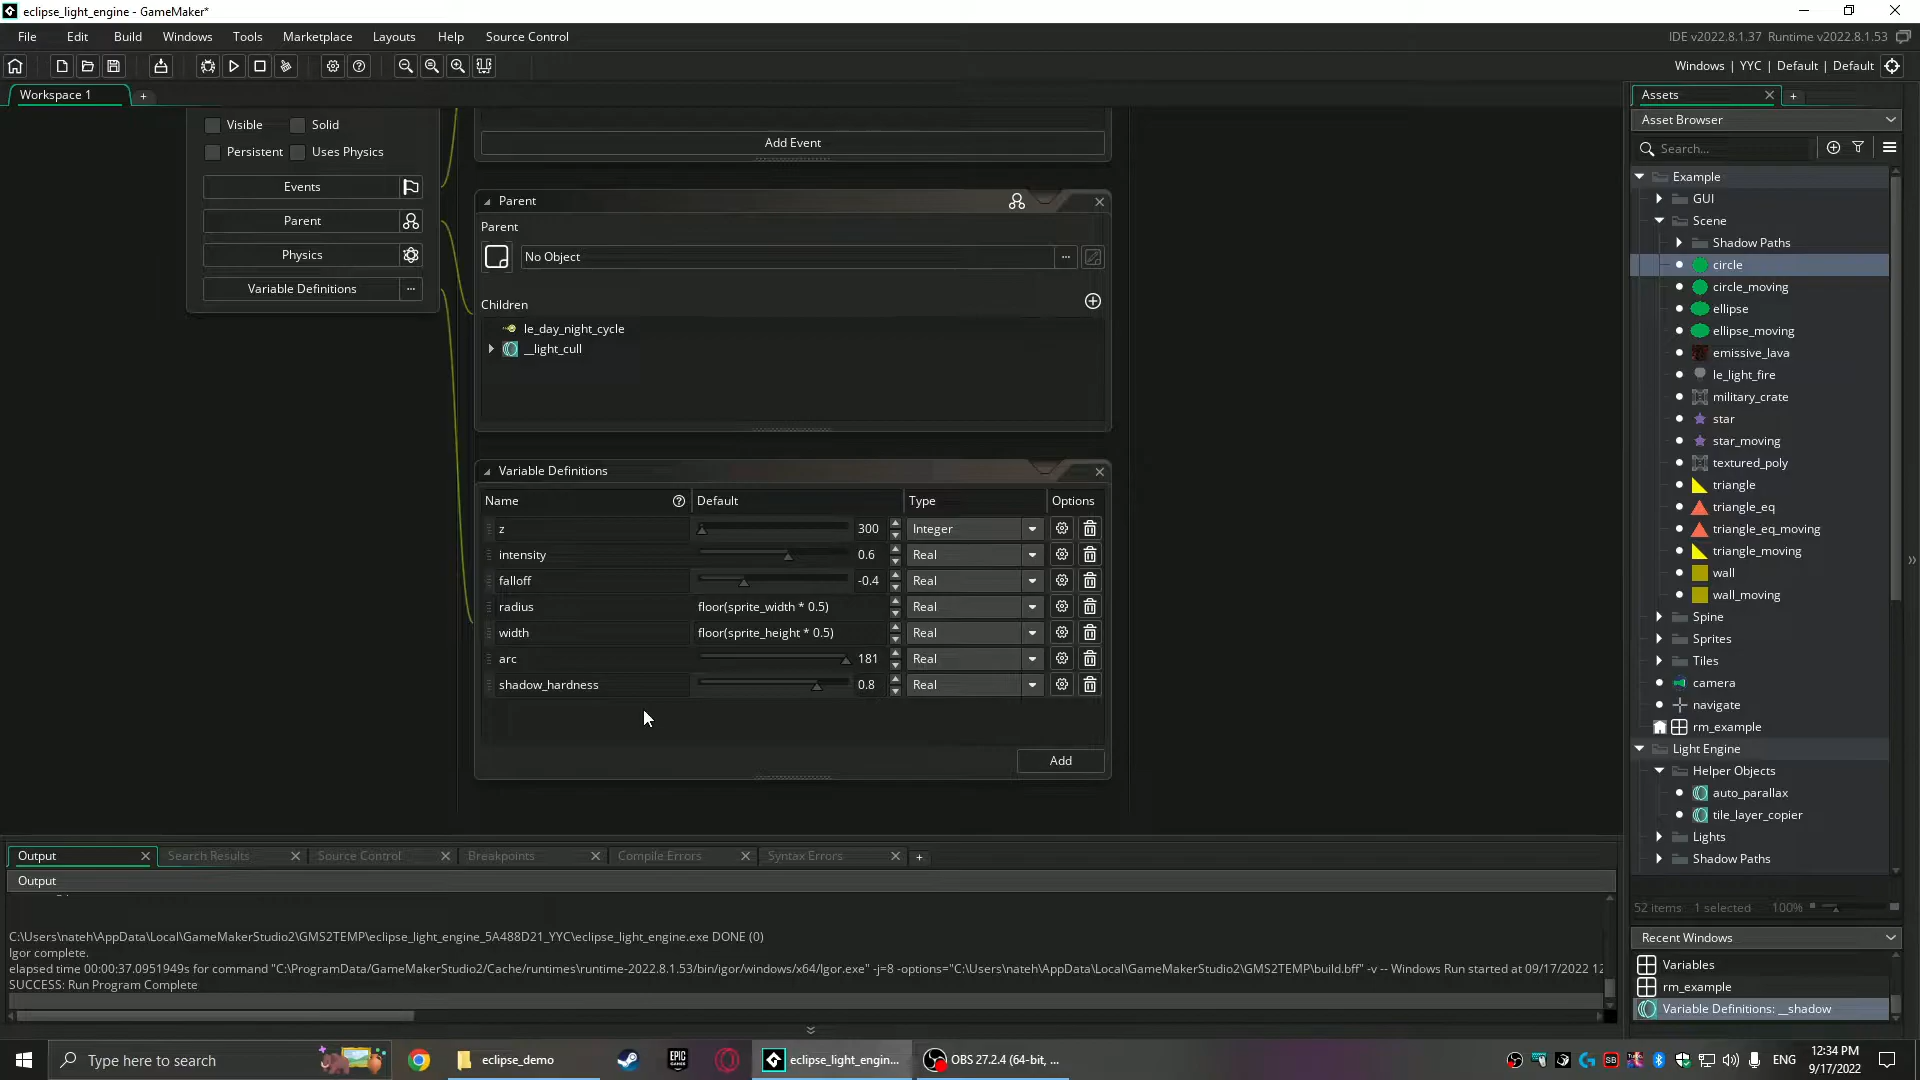 eclipse_light_engine - GameMaker*
File Edit Build Windows Tools Marketplace Layouts Help Source Control
IDE v2022.8.1.37 Runtime v2022.8.1.53
Windows | YYC | Default | Default
Workspace 1
Visible Solid
Persistent Uses Physics
Events
Parent
Physics
Variable Definitions
Add Event
Parent
Parent
No Object
Children
le_day_night_cycle
__light_cull
Variable Definitions
Name Default Type Options
z 300 Integer
intensity 0.6 Real
falloff -0.4 Real
radius floor(sprite_width * 0.5) Real
width floor(sprite_height * 0.5) Real
arc 181 Real
shadow_hardness 0.8 Real
Add
Assets
Asset Browser
Search...
Example
GUI
Scene
Shadow Paths
circle
circle_moving
ellipse
ellipse_moving
emissive_lava
le_light_fire
military_crate
star
star_moving
textured_poly
triangle
triangle_eq
triangle_eq_moving
triangle_moving
wall
wall_moving
Spine
Sprites
Tiles
camera
navigate
rm_example
Light Engine
Helper Objects
auto_parallax
tile_layer_copier
Lights
Shadow Paths
52 items 1 selected 100%
Recent Windows
Variables
rm_example
Variable Definitions: __shadow
Output Search Results Source Control Breakpoints Compile Errors Syntax Errors
Output
C:\Users\nateh\AppData\Local\GameMakerStudio2\GMS2TEMP\eclipse_light_engine_5A488D21_YYC\eclipse_light_engine.exe DONE (0)
Igor complete.
elapsed time 00:00:37.0951949s for command "C:\ProgramData/GameMakerStudio2/Cache/runtimes\runtime-2022.8.1.53/bin/igor/windows/x64/Igor.exe" -j=8 -options="C:\Users\nateh\AppData\Local\GameMakerStudio2\GMS2TEMP\build.bff" -v -- Windows Run started at 09/17/2022 12
SUCCESS: Run Program Complete
Type here to search
eclipse_demo
EPIC
eclipse_light_engin...
OBS 27.2.4 (64-bit, ...
ENG
12:34 PM
9/17/2022